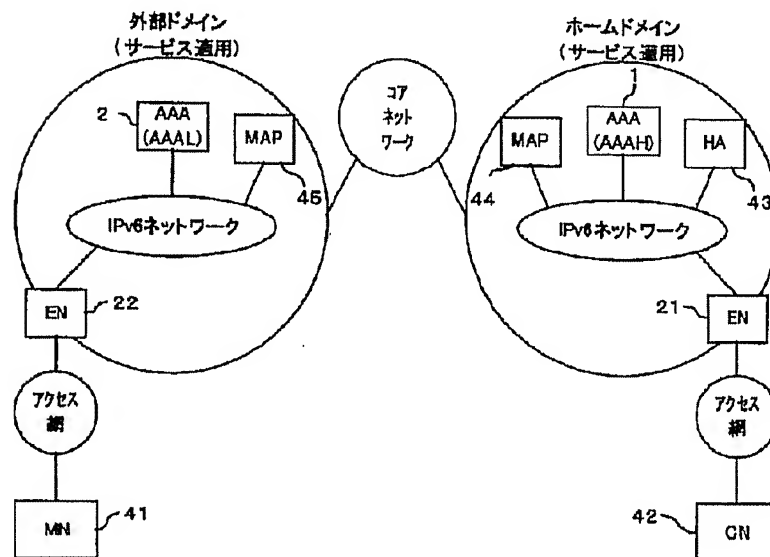 外部ドメイン
(サービス適用)
ホームドメイン
(サービス適用)
2
AAA
(AAAL)
MAP
45
IPv6ネットワーク
EN
22
アクセス
網
MN
41
コア
ネット
ワーク
1
MAP
44
AAA
(AAAH)
HA
43
IPv6ネットワーク
21
EN
アクセス
網
42
CN